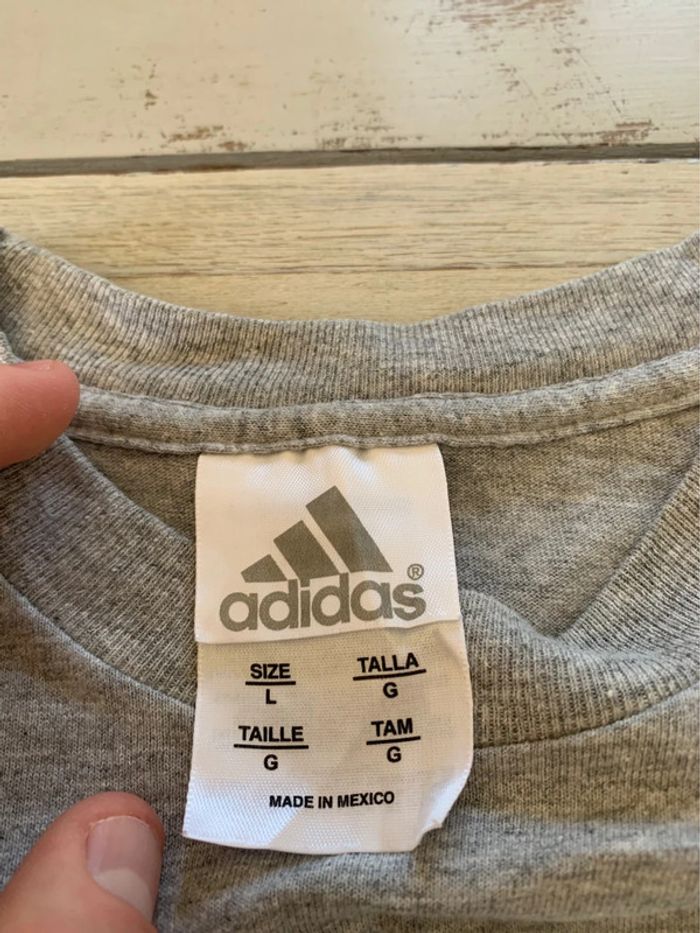 adidas®
SIZE TALLA
L G
TAILLE TAM
G G
MADE IN MEXICO